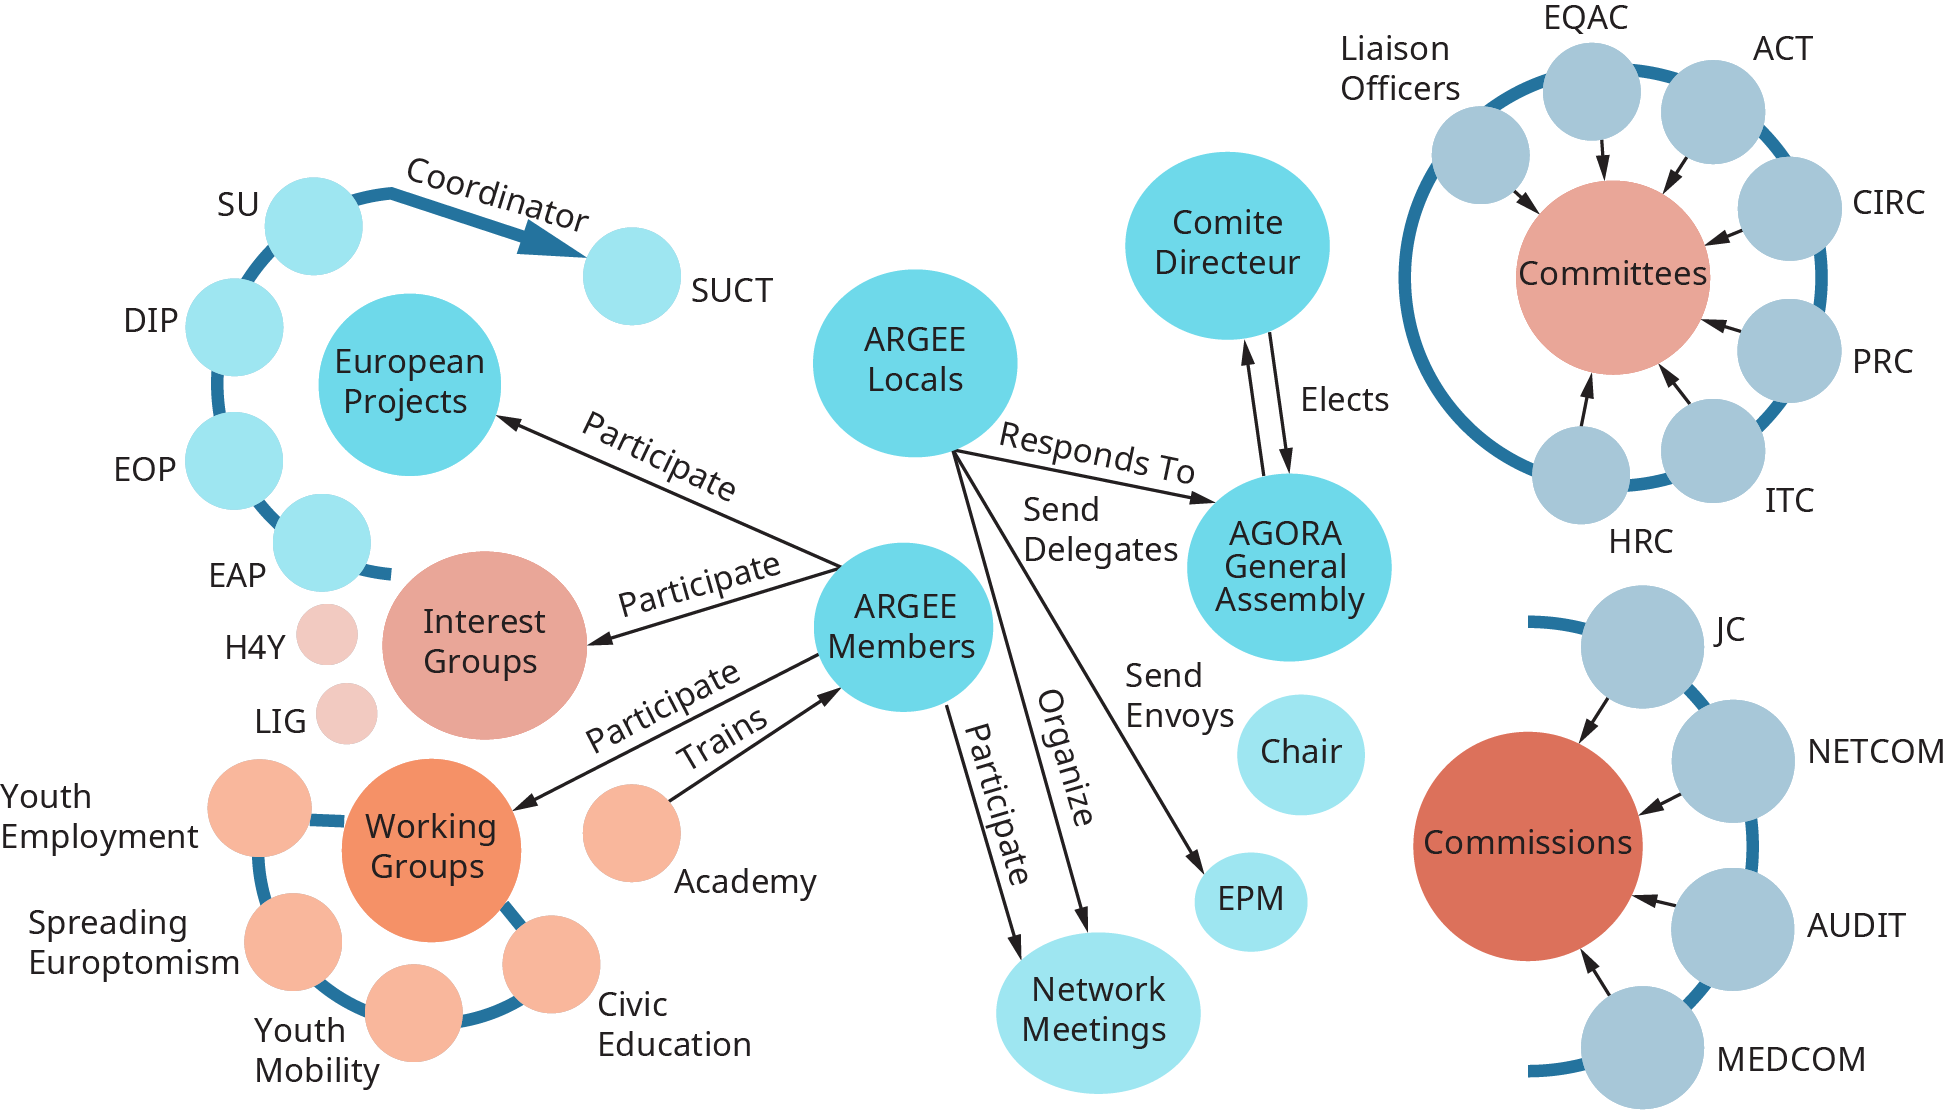 EQAC
Liaison
Officers
ACT
CIRC
Committees
PRC
ITC
HRC
Coordinator
SU
SUCT
DIP
European
Projects
EOP
EAP
Comite
Directeur
ARGEE
Locals
Elects
Participate
Responds To
Send
Delegates
AGORA
General
Assembly
Participate
ARGEE
Members
Interest
Groups
H4Y
LIG
Participate
Trains
Send
Envoys
Organize
Participate
Chair
JC
NETCOM
Commissions
AUDIT
MEDCOM
Youth
Employment
Working
Groups
Academy
EPM
Spreading
Europtomism
Youth
Mobility
Civic
Education
Network
Meetings